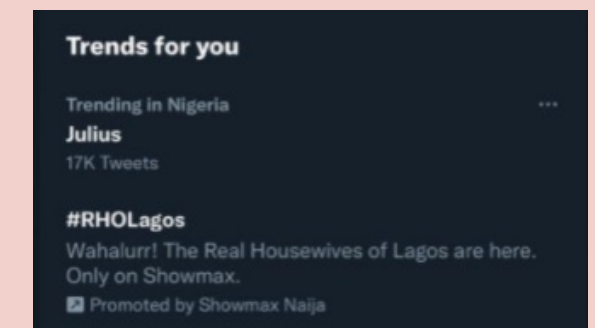 Trends for you
Trending in Nigeria
Julius
17K Tweets
#RHOLagos
Wahalurr! The Real Housewives of Lagos are here.
Only on Showmax.
Promoted by Showmax Naija